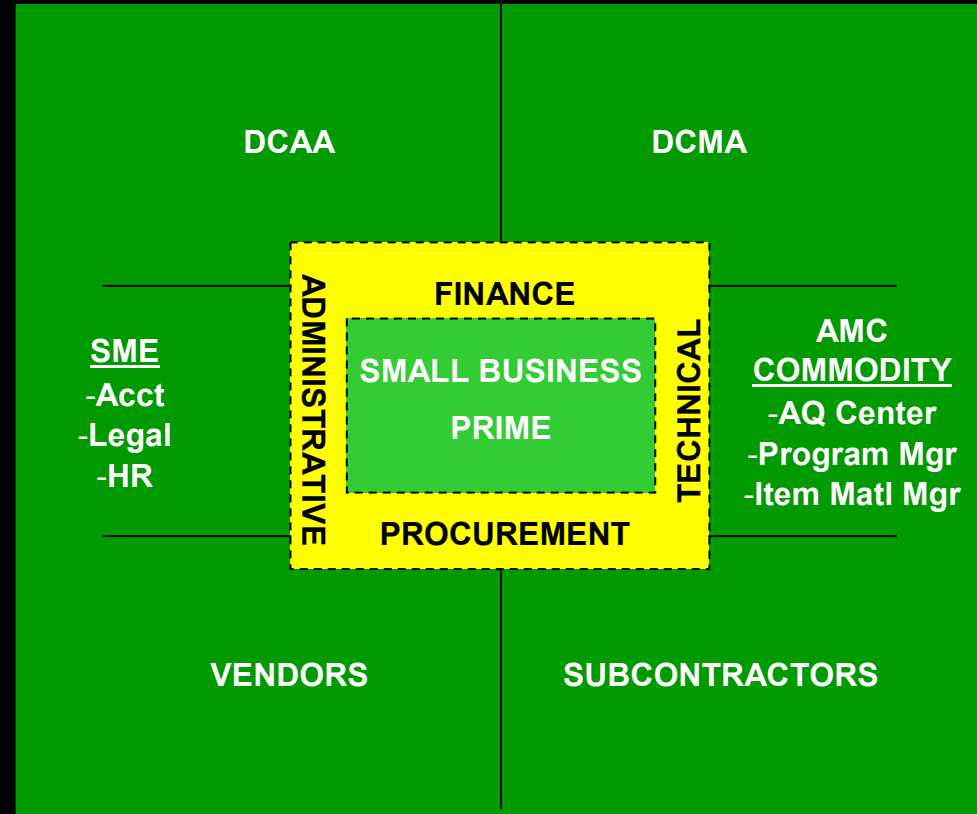 DCAA
DCMA
ADMINISTRATIVE
FINANCE
TECHNICAL
SME
-Acct
-Legal
-HR
SMALL BUSINESS
PRIME
AMC
COMMODITY
-AQ Center
-Program Mgr
-Item Matl Mgr
PROCUREMENT
VENDORS
SUBCONTRACTORS